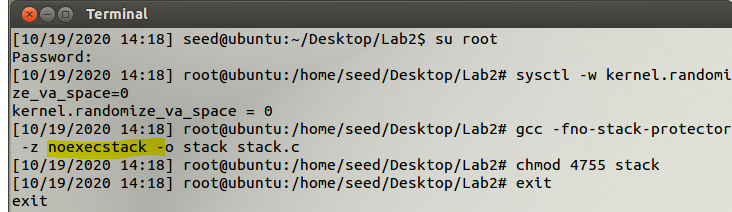 Terminal
[10/19/2020 14:18] seed@ubuntu:~/Desktop/Lab2$ su root
Password:
[10/19/2020 14:18] root@ubuntu:/home/seed/Desktop/Lab2# sysctl -w kernel.randomi
ze_va_space=0
kernel.randomize_va_space = 0
[10/19/2020 14:18] root@ubuntu:/home/seed/Desktop/Lab2# gcc -fno-stack-protector
 -z noexecstack -o stack stack.c
[10/19/2020 14:18] root@ubuntu:/home/seed/Desktop/Lab2# chmod 4755 stack
[10/19/2020 14:18] root@ubuntu:/home/seed/Desktop/Lab2# exit
exit